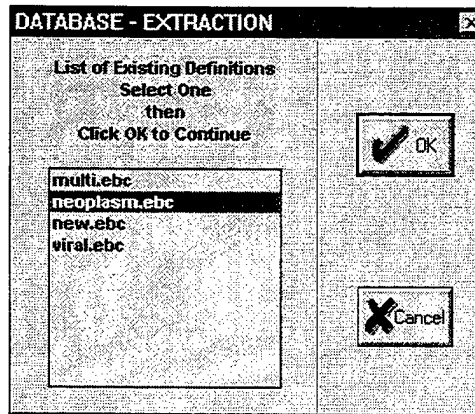 DATABASE - EXTRACTION
List of Existing Definitions
Select One
then
Click OK to Continue
OK
multi.ebc
neoplasm.ebc
new.ebc
viral.ebc
Cancel